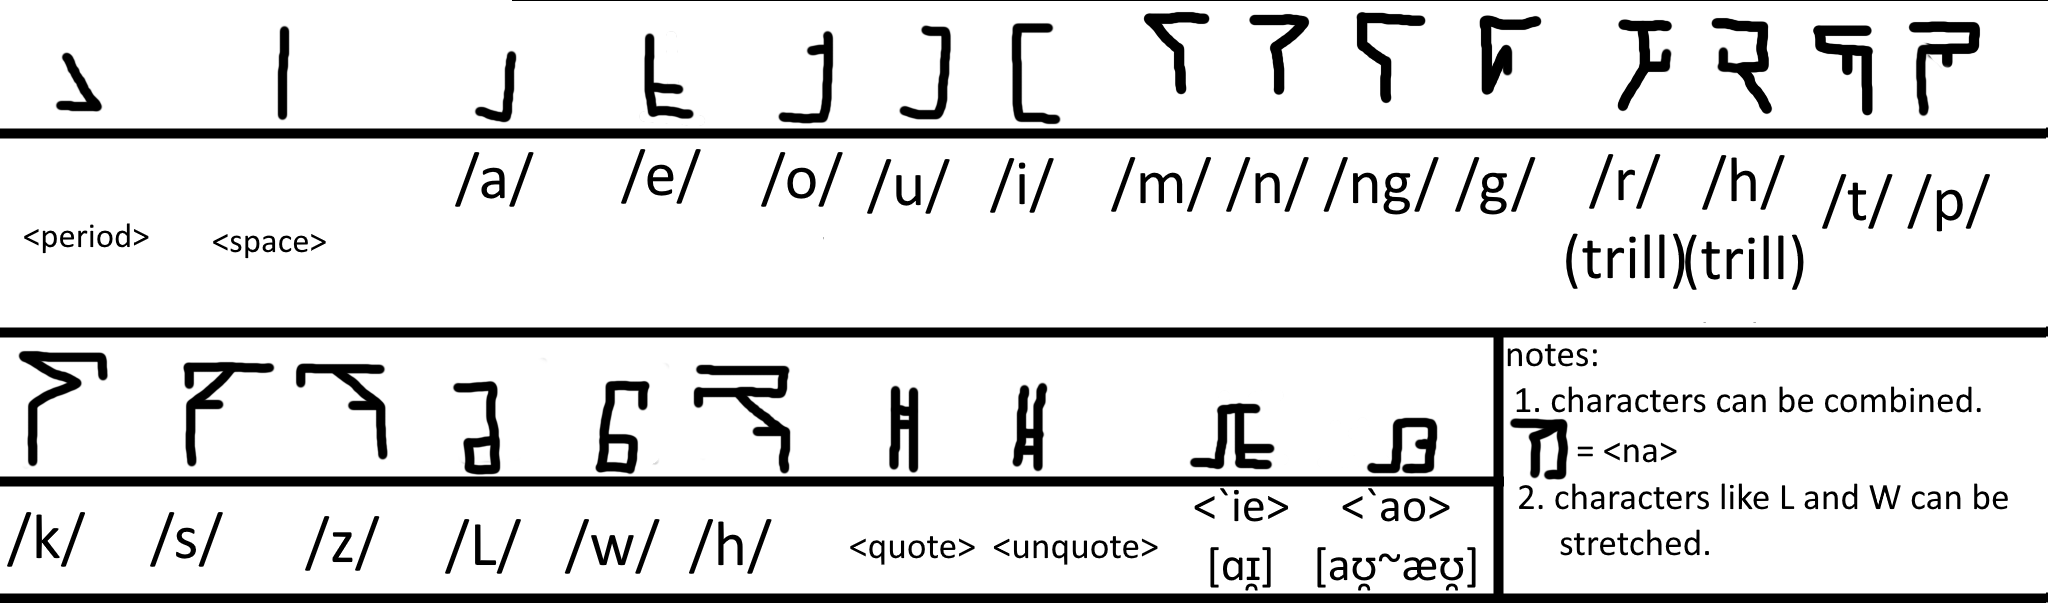 /a/ /e/ /o/ /u/ /i/ /m/ /n/ /ng/ /g/ /r/ /h/ /t/ /p/
<period> <space> (trill)(trill)
/k/ /s/ /z/ /L/ /w/ /h/ <quote> <unquote> <`ie> <`ao>
[ɑɪ̯] [aʊ̯~æʊ̯]
notes:
1. characters can be combined.
= <na>
2. characters like L and W can be
stretched.